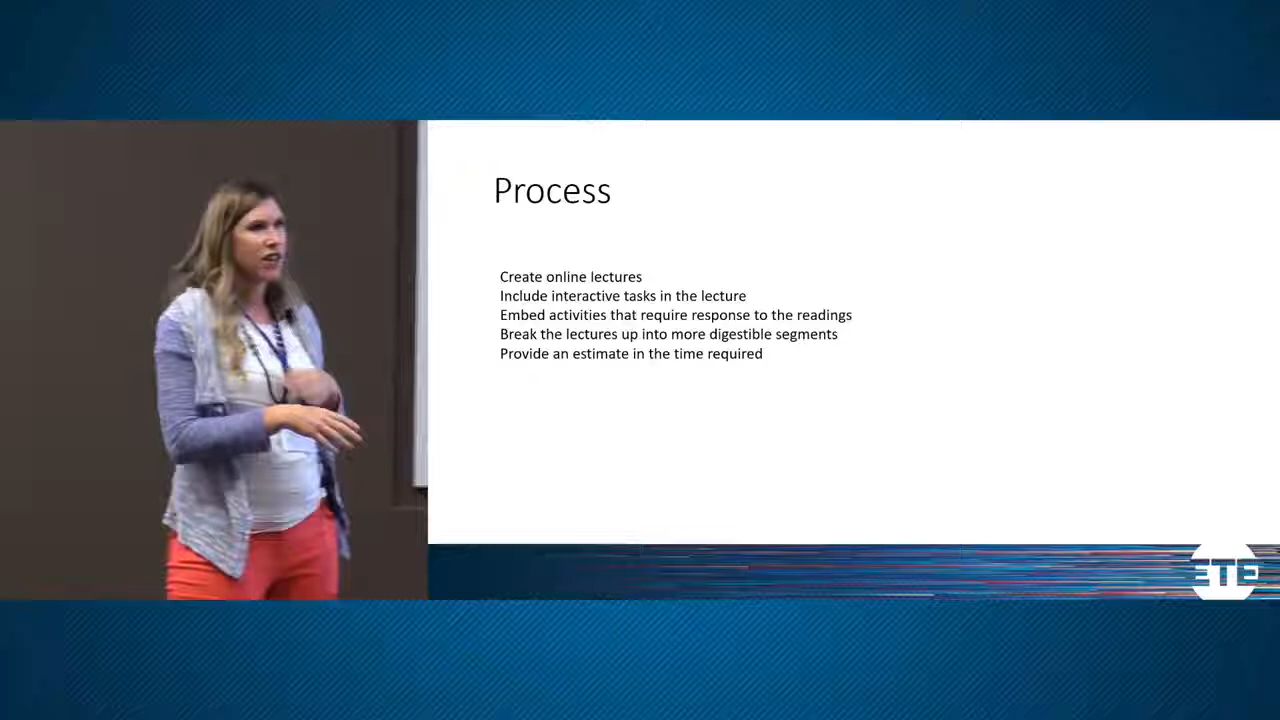 Process
Create online lectures
Include interactive tasks in the lecture
Embed activities that require response to the readings
Break the lectures up into more digestible segments
Provide an estimate in the time required